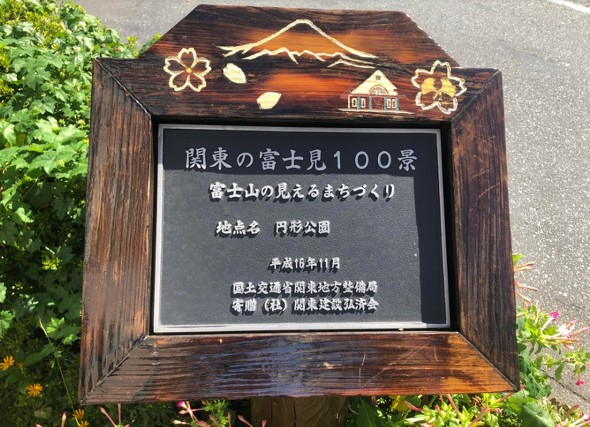 関東の富士見100景
富士山の見えるまちづくり
地点名 円形公園
平成16年11月
国土交通省関東地方整備局
寄贈(社)関東建設弘済会